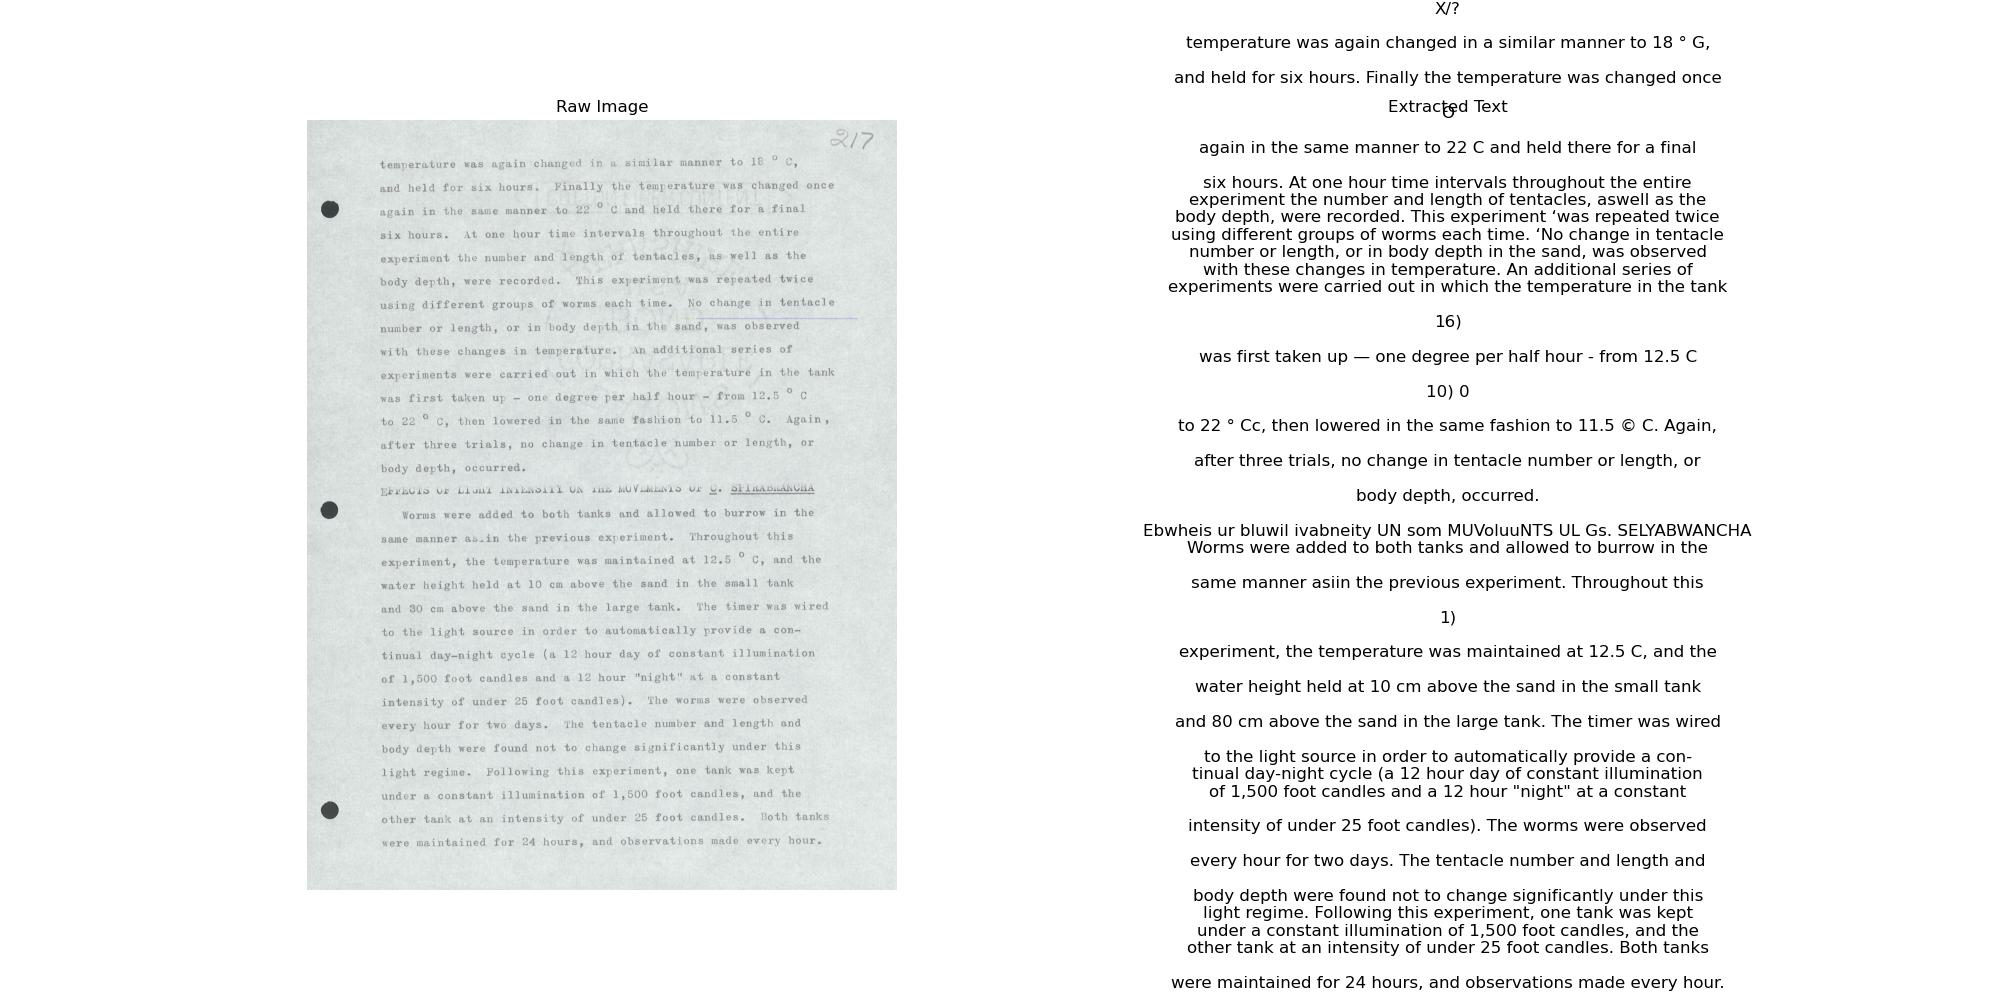 Raw Image
217
temperature was again changed in a similar manner to 18 ° C,
and held for six hours. Finally the temperature was changed once
again in the same manner to 22 ° C and held there for a final
six hours. At one hour time intervals throughout the entire
experiment the number and length of tentacles, as well as the
body depth, were recorded. This experiment was repeated twice
using different groups of worms each time. No change in tentacle
number or length, or in body depth in the sand, was observed
with these changes in temperature. An additional series of
experiments were carried out in which the temperature in the tank
was first taken up - one degree per half hour - from 12.5 ° C
to 22 ° C, then lowered in the same fashion to 11.5 ° C. Again,
after three trials, no change in tentacle number or length, or
body depth, occurred.
EFFECTS OF LIGHT INTENSITY ON THE MOVEMENTS OF C. SPIRABRANCHA
Worms were added to both tanks and allowed to burrow in the
same manner as in the previous experiment. Throughout this
experiment, the temperature was maintained at 12.5 ° C, and the
water height held at 10 cm above the sand in the small tank
and 80 cm above the sand in the large tank. The timer was wired
to the light source in order to automatically provide a con-
tinual day-night cycle (a 12 hour day of constant illumination
of 1,500 foot candles and a 12 hour "night" at a constant
intensity of under 25 foot candles). The worms were observed
every hour for two days. The tentacle number and length and
body depth were found not to change significantly under this
light regime. Following this experiment, one tank was kept
under a constant illumination of 1,500 foot candles, and the
other tank at an intensity of under 25 foot candles. Both tanks
were maintained for 24 hours, and observations made every hour.
X/?
temperature was again changed in a similar manner to 18 ° G,
and held for six hours. Finally the temperature was changed once
Extracted Text
O
again in the same manner to 22 C and held there for a final
six hours. At one hour time intervals throughout the entire
experiment the number and length of tentacles, aswell as the
body depth, were recorded. This experiment ‘was repeated twice
using different groups of worms each time. ‘No change in tentacle
number or length, or in body depth in the sand, was observed
with these changes in temperature. An additional series of
experiments were carried out in which the temperature in the tank
16)
was first taken up — one degree per half hour - from 12.5 C
10) 0
to 22 ° Cc, then lowered in the same fashion to 11.5 © C. Again,
after three trials, no change in tentacle number or length, or
body depth, occurred.
Ebwheis ur bluwil ivabneity UN som MUVoluuNTS UL Gs. SELYABWANCHA
Worms were added to both tanks and allowed to burrow in the
same manner asiin the previous experiment. Throughout this
1)
experiment, the temperature was maintained at 12.5 C, and the
water height held at 10 cm above the sand in the small tank
and 80 cm above the sand in the large tank. The timer was wired
to the light source in order to automatically provide a con-
tinual day-night cycle (a 12 hour day of constant illumination
of 1,500 foot candles and a 12 hour "night" at a constant
intensity of under 25 foot candles). The worms were observed
every hour for two days. The tentacle number and length and
body depth were found not to change significantly under this
light regime. Following this experiment, one tank was kept
under a constant illumination of 1,500 foot candles, and the
other tank at an intensity of under 25 foot candles. Both tanks
were maintained for 24 hours, and observations made every hour.